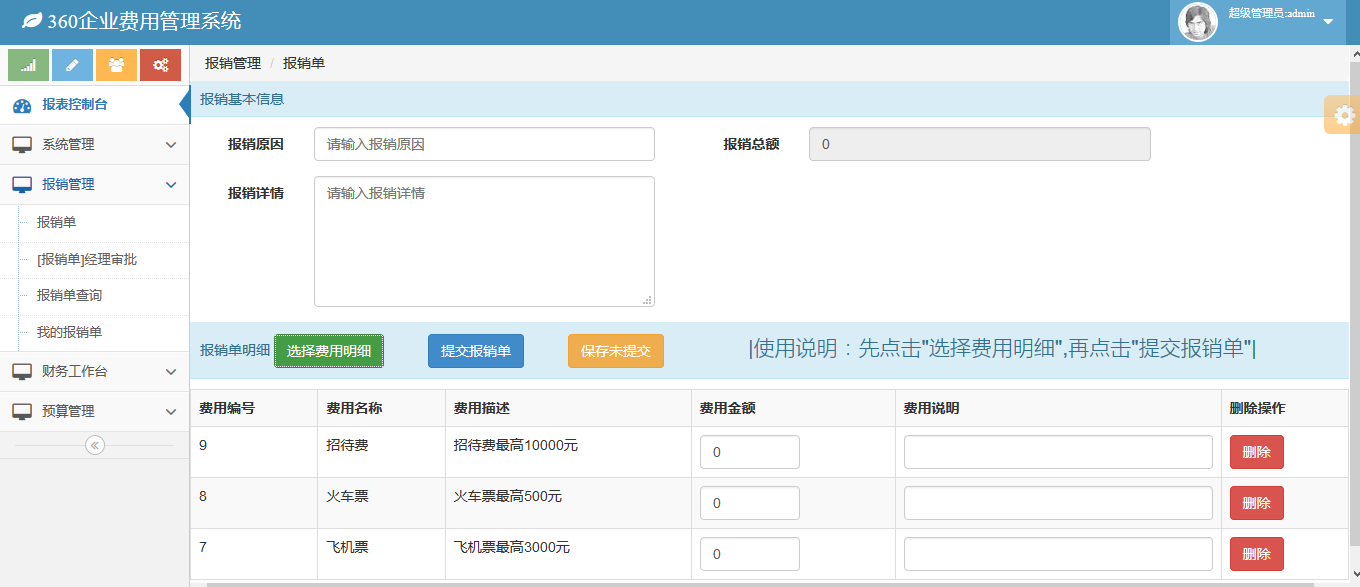 360企业费用管理系统
超级管理员:admin
报销管理 / 报销单
报表控制台
系统管理
报销管理
报销单
[报销单]经理审批
报销单查询
我的报销单
财务工作台
预算管理
报销基本信息
报销原因 请输入报销原因 报销总额 0
报销详情 请输入报销详情
报销单明细 选择费用明细 提交报销单 保存未提交 |使用说明：先点击"选择费用明细",再点击"提交报销单"|
费用编号 费用名称 费用描述 费用金额 费用说明 删除操作
9 招待费 招待费最高10000元 0 删除
8 火车票 火车票最高500元 0 删除
7 飞机票 飞机票最高3000元 0 删除